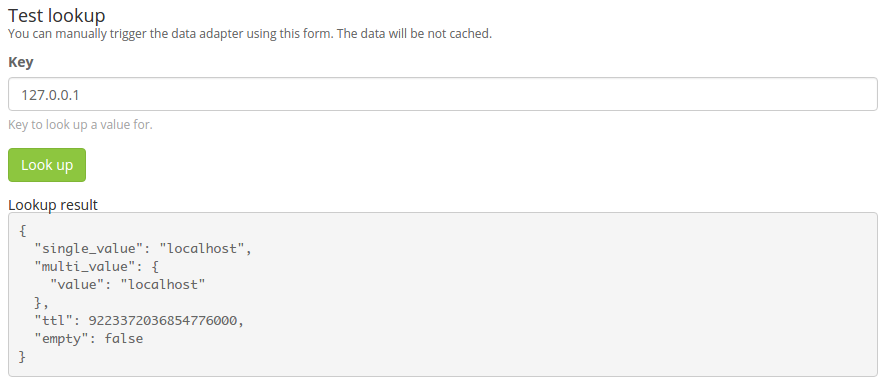 Test lookup
You can manually trigger the data adapter using this form. The data will be not cached.
Key
127.0.0.1
Key to look up a value for.
Look up
Lookup result
{
  "single_value": "localhost",
  "multi_value": {
    "value": "localhost"
  },
  "ttl": 9223372036854776000,
  "empty": false
}